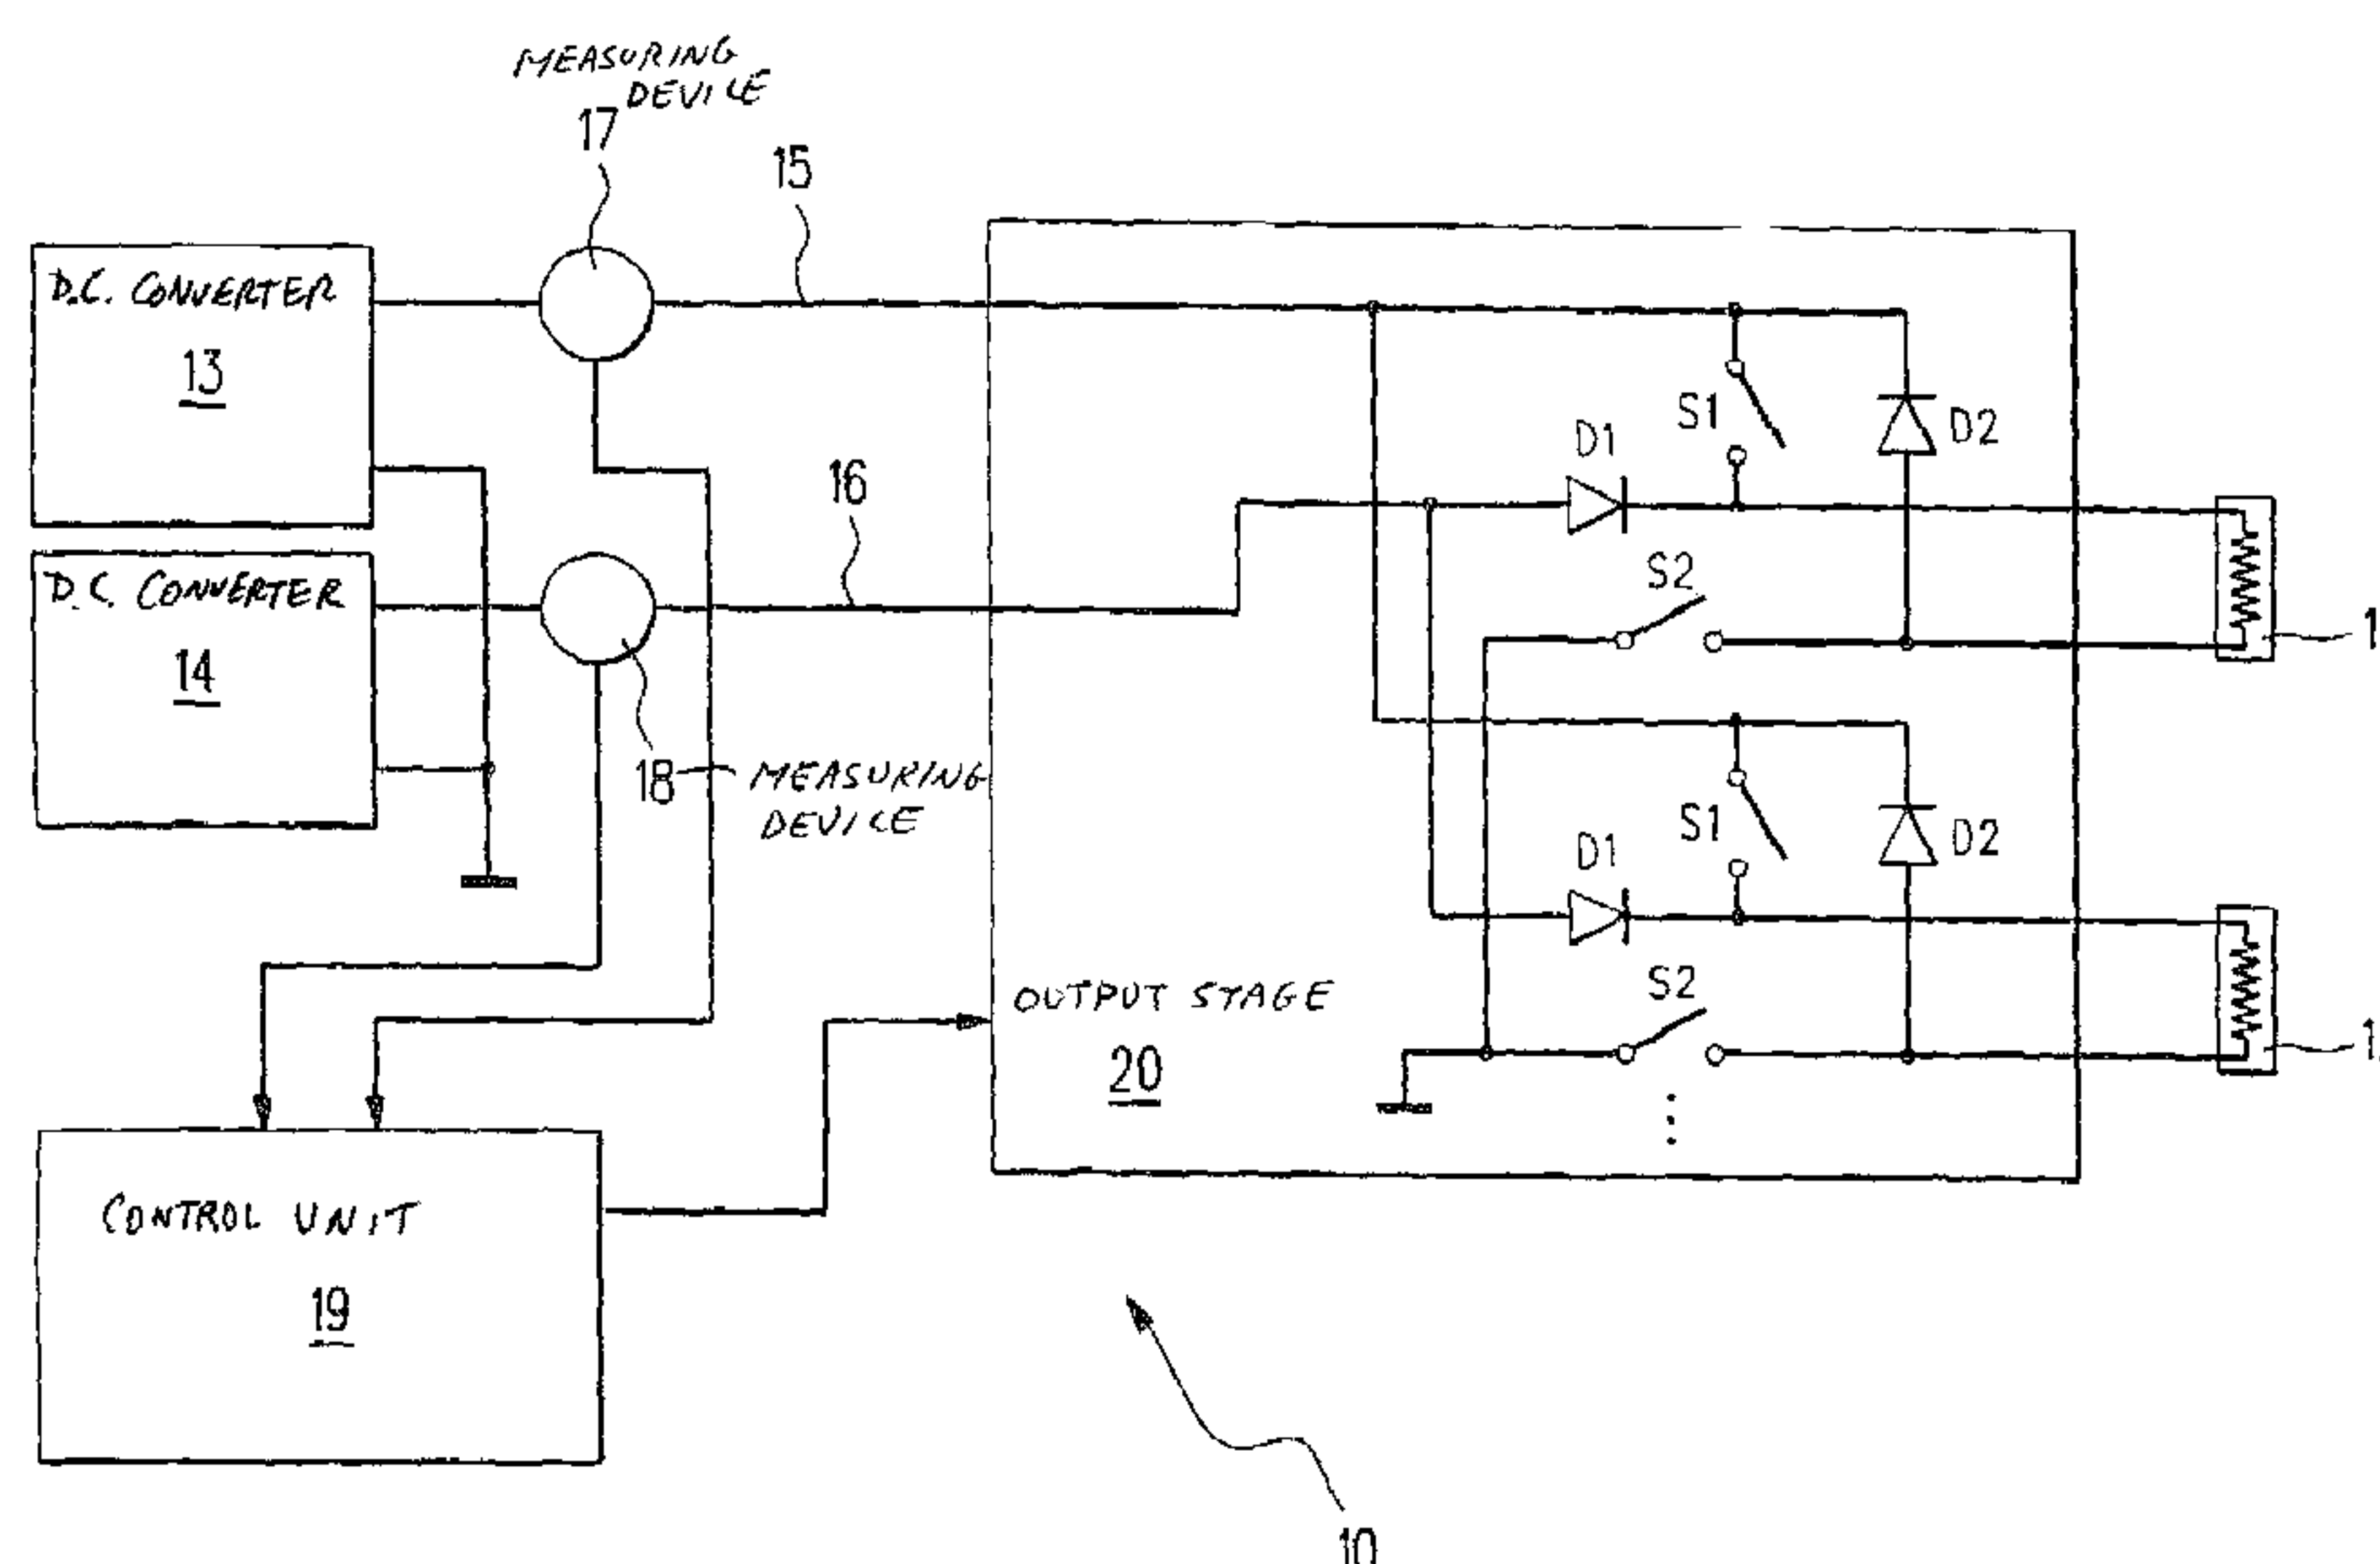 MEASURING
DEVICE
17
15
D.C. CONVERTER
13
16
D.C. CONVERTER
14
18
MEASURING
DEVICE
S1
D1
D2
S2
S1
D1
D2
S2
OUTPUT STAGE
20
CONTROL UNIT
19
10